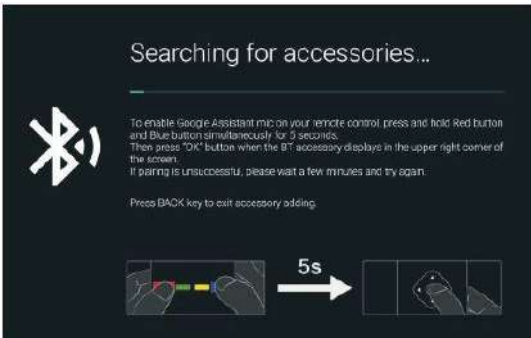 Searching for accessories...
To enable Google Assistant mic on your remote control, press and hold Red button
and Blue button simultaneously for 5 seconds.
Then press "OK" button when the BT accessory displays in the upper right corner of
the screen.
If pairing is unsuccessful, please wait a few minutes and try again.
Press BACK key to exit accessory adding.
5s